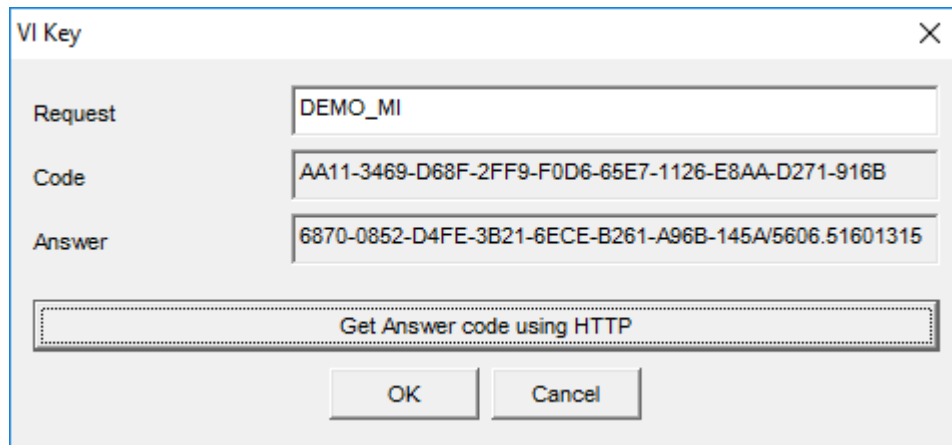 VI Key
Request DEMO_MI
Code AA11-3469-D68F-2FF9-F0D6-65E7-1126-E8AA-D271-916B
Answer 6870-0852-D4FE-3B21-6ECE-B261-A96B-145A/5606.51601315
Get Answer code using HTTP
OK Cancel